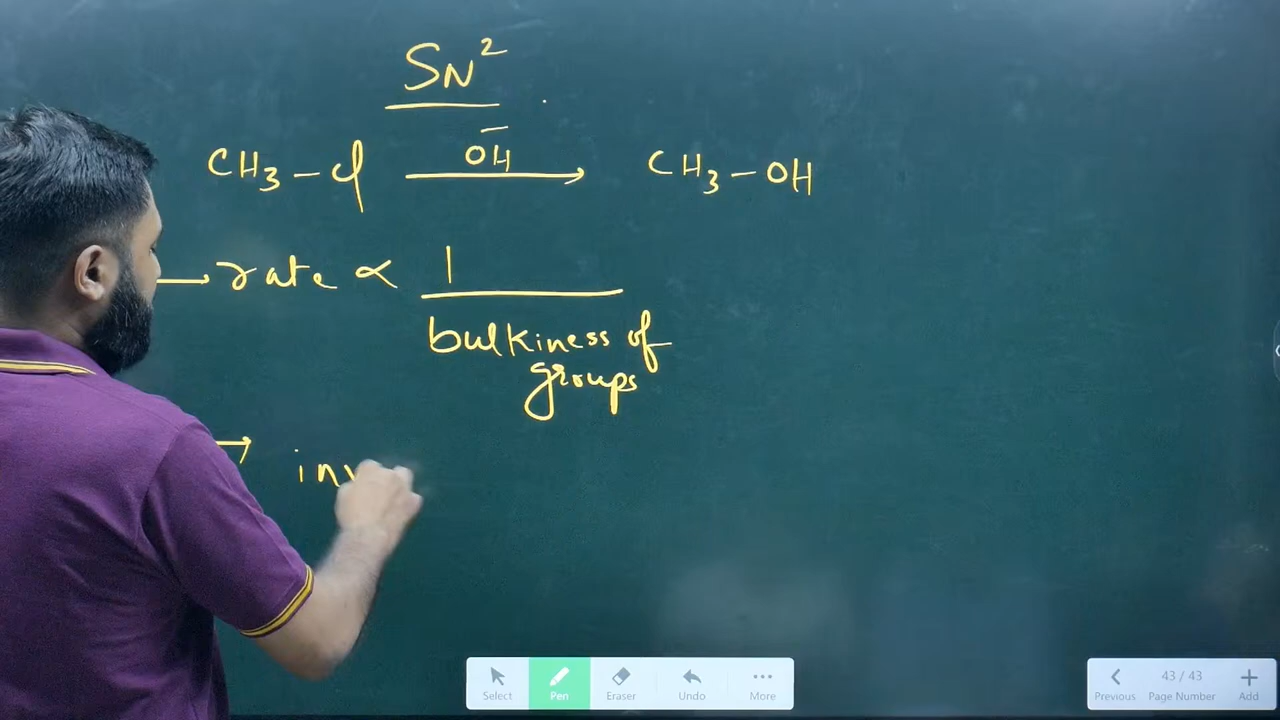 SN²
CH₃-Cl OH⁻ → CH₃-OH
→ rate ∝ 1
bulkiness of
groups
→ inv
Select Pen Eraser Undo More
43 / 43
Previous Page Number Add